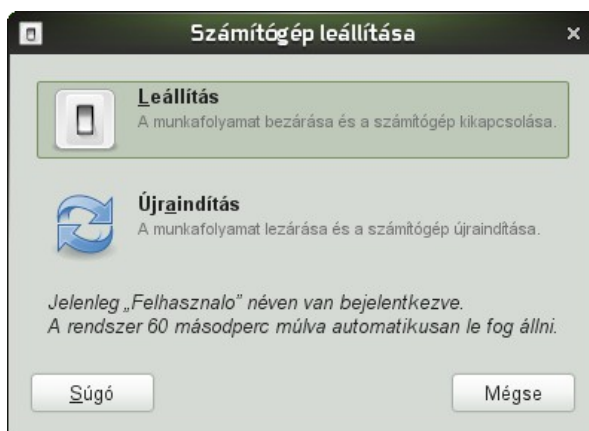 Számítógép leállítása
Leállítás
A munkafolyamat bezárása és a számítógép kikapcsolása.
Újraindítás
A munkafolyamat lezárása és a számítógép újraindítása.
Jelenleg „Felhasznalo” néven van bejelentkezve.
A rendszer 60 másodperc múlva automatikusan le fog állni.
Súgó
Mégse